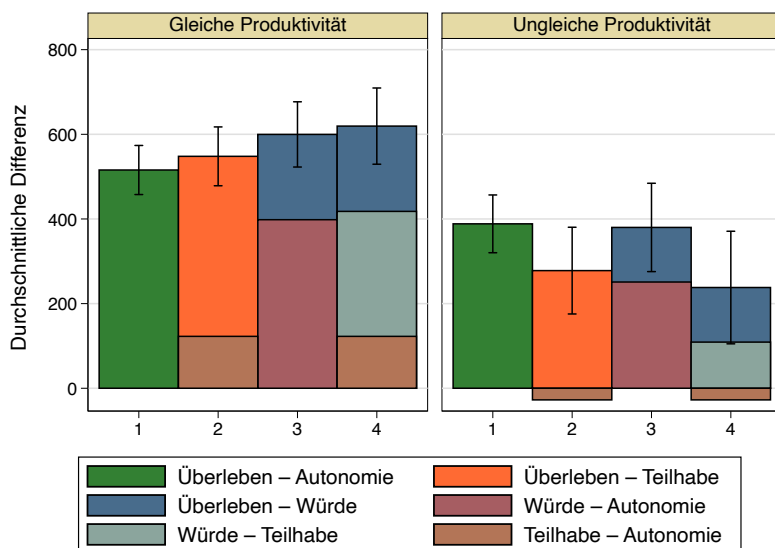 Gleiche Produktivität
Ungleiche Produktivität
Durchschnittliche Differenz
800
600
400
200
0
1 2 3 4
1 2 3 4
Überleben – Autonomie
Überleben – Teilhabe
Überleben – Würde
Würde – Autonomie
Würde – Teilhabe
Teilhabe – Autonomie